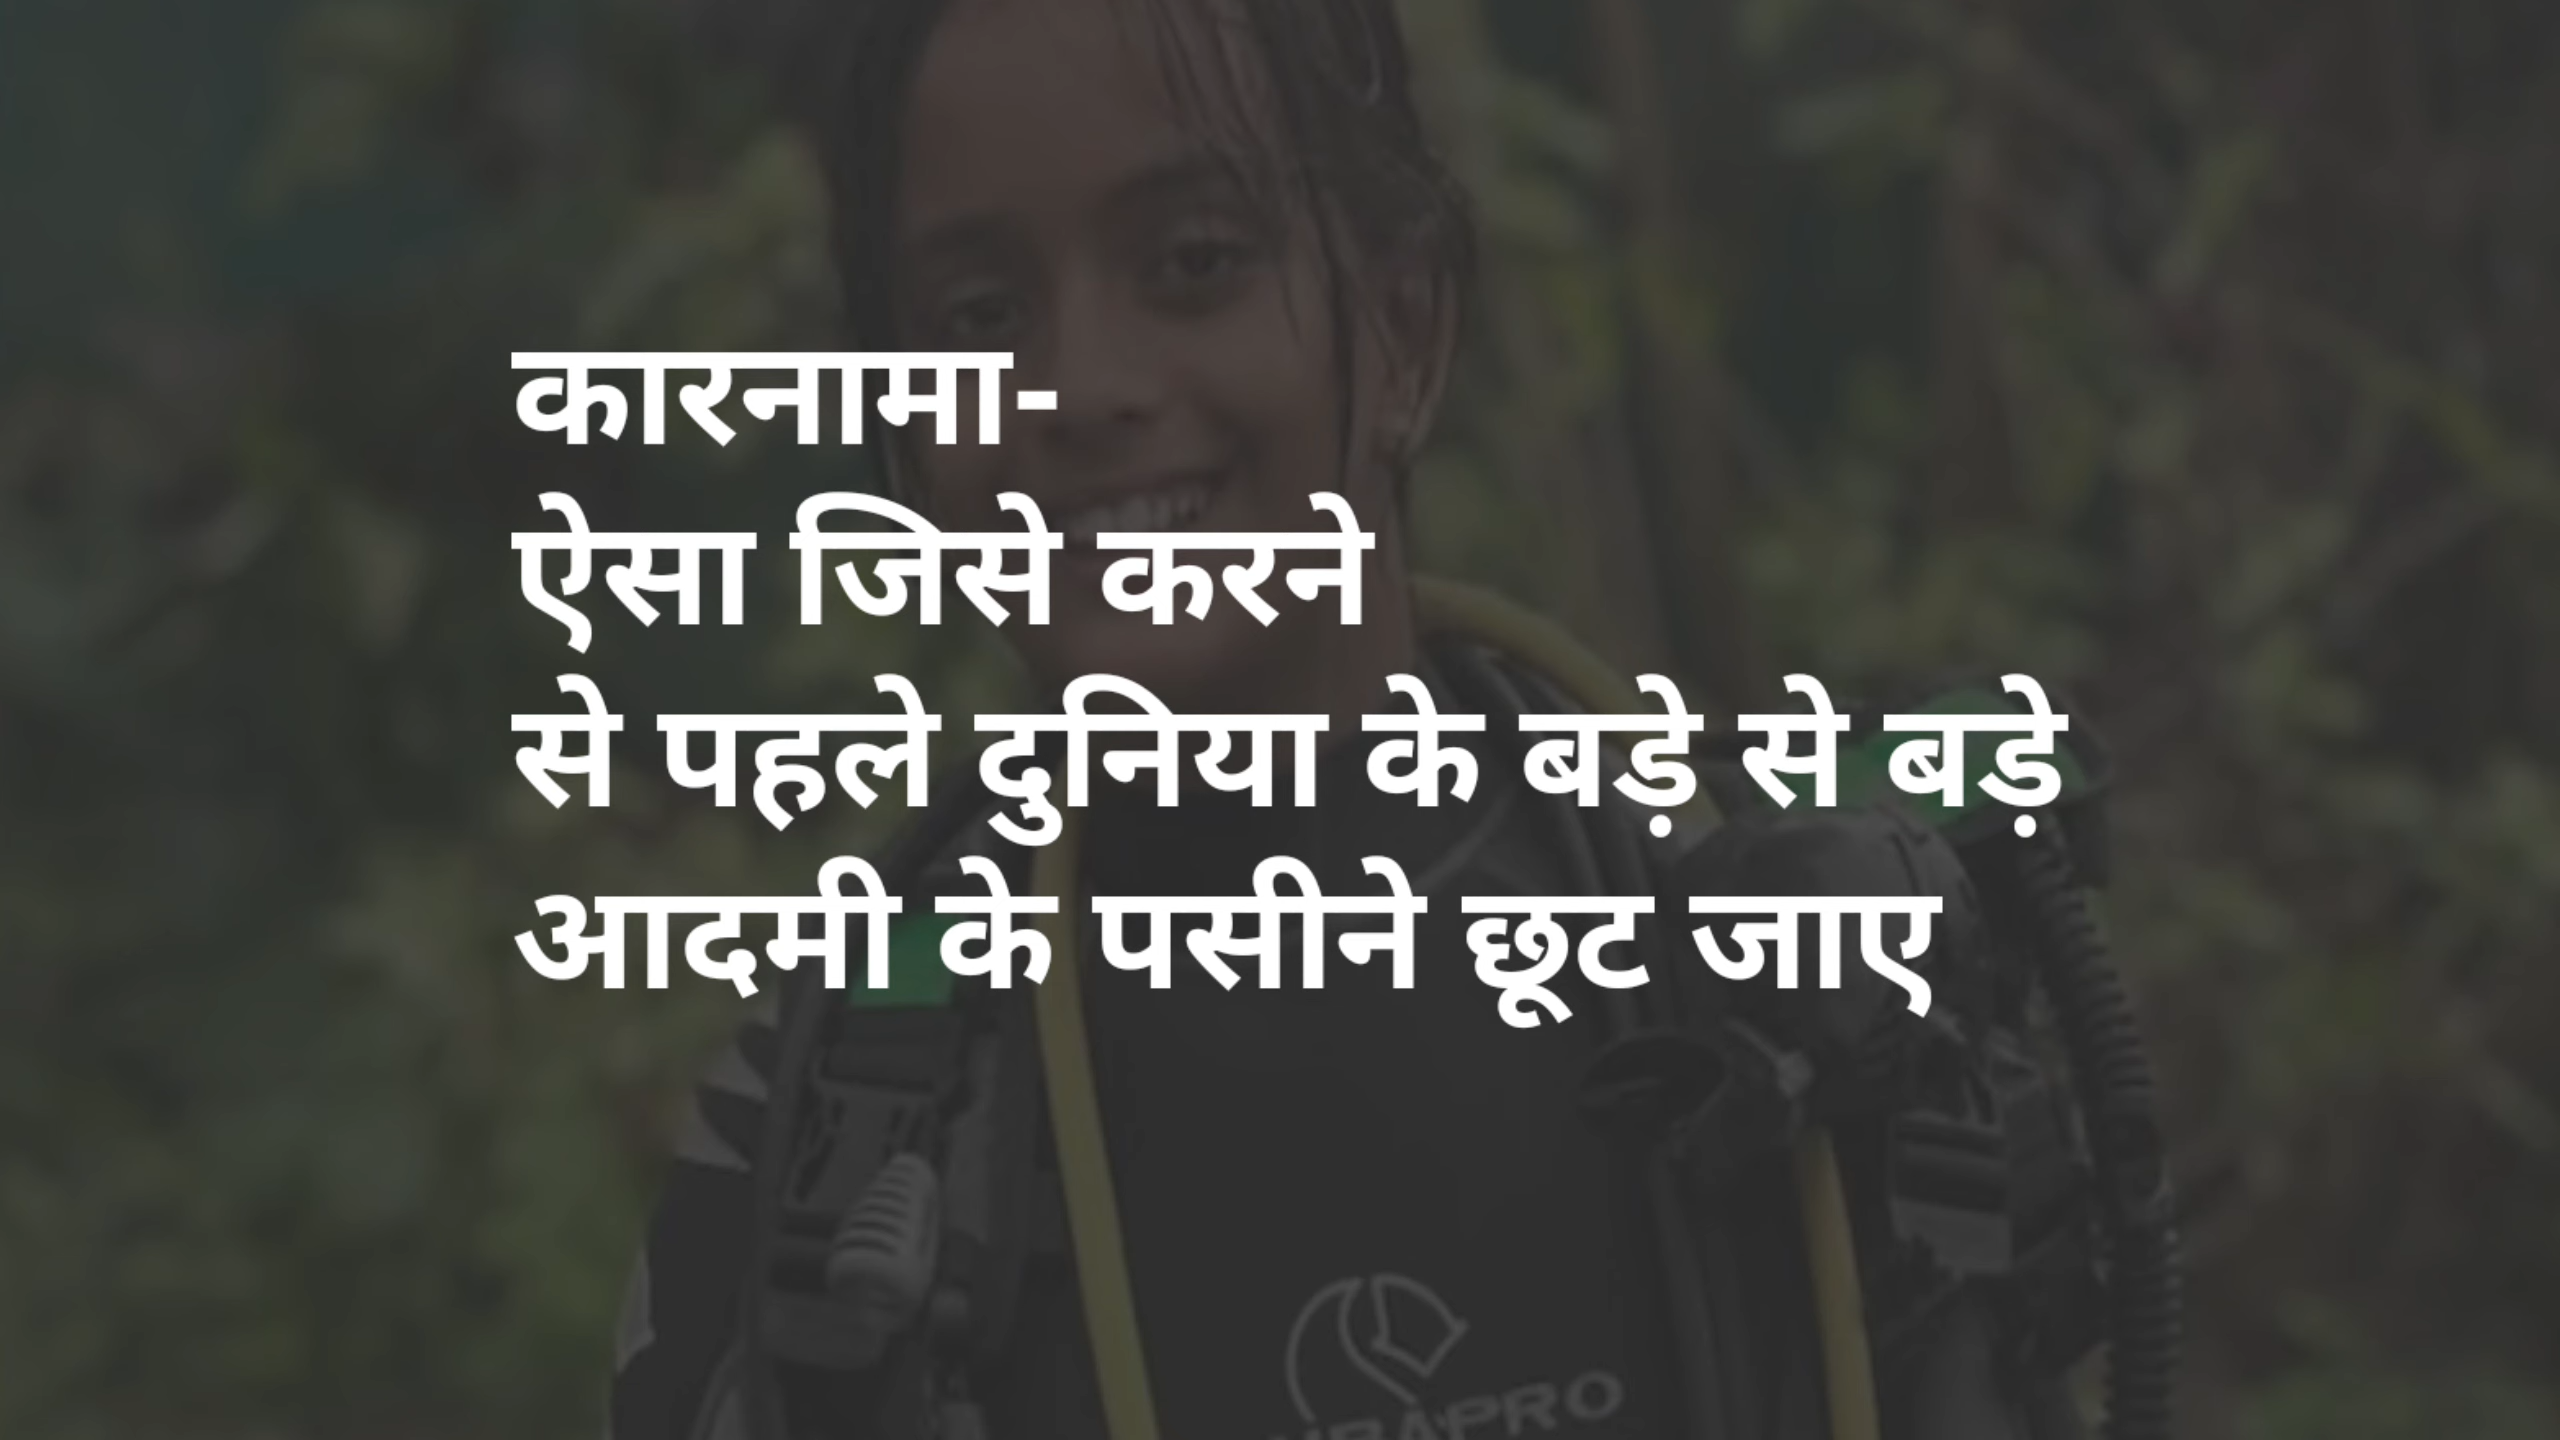 कारनामा-
ऐसा जिसे करने
से पहले दुनिया के बड़े से बड़े
आदमी के पसीने छूट जाए